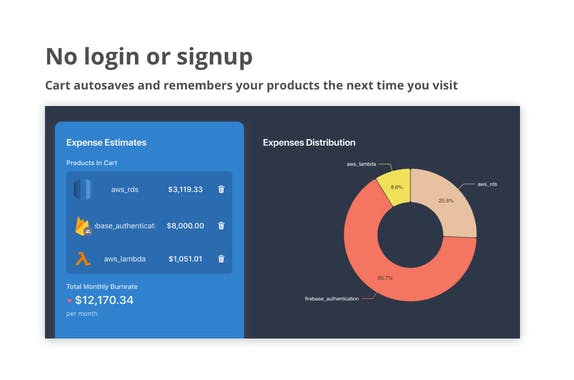 No login or signup
Cart autosaves and remembers your products the next time you visit
Expense Estimates
Products In Cart
aws_rds $3,119.33
ebase_authenticati $8,000.00
aws_lambda $1,051.01
Total Monthly Burnrate
$12,170.34
per month
Expenses Distribution
aws_lambda
8.6%
aws_rds
25.6%
65.7%
firebase_authentication